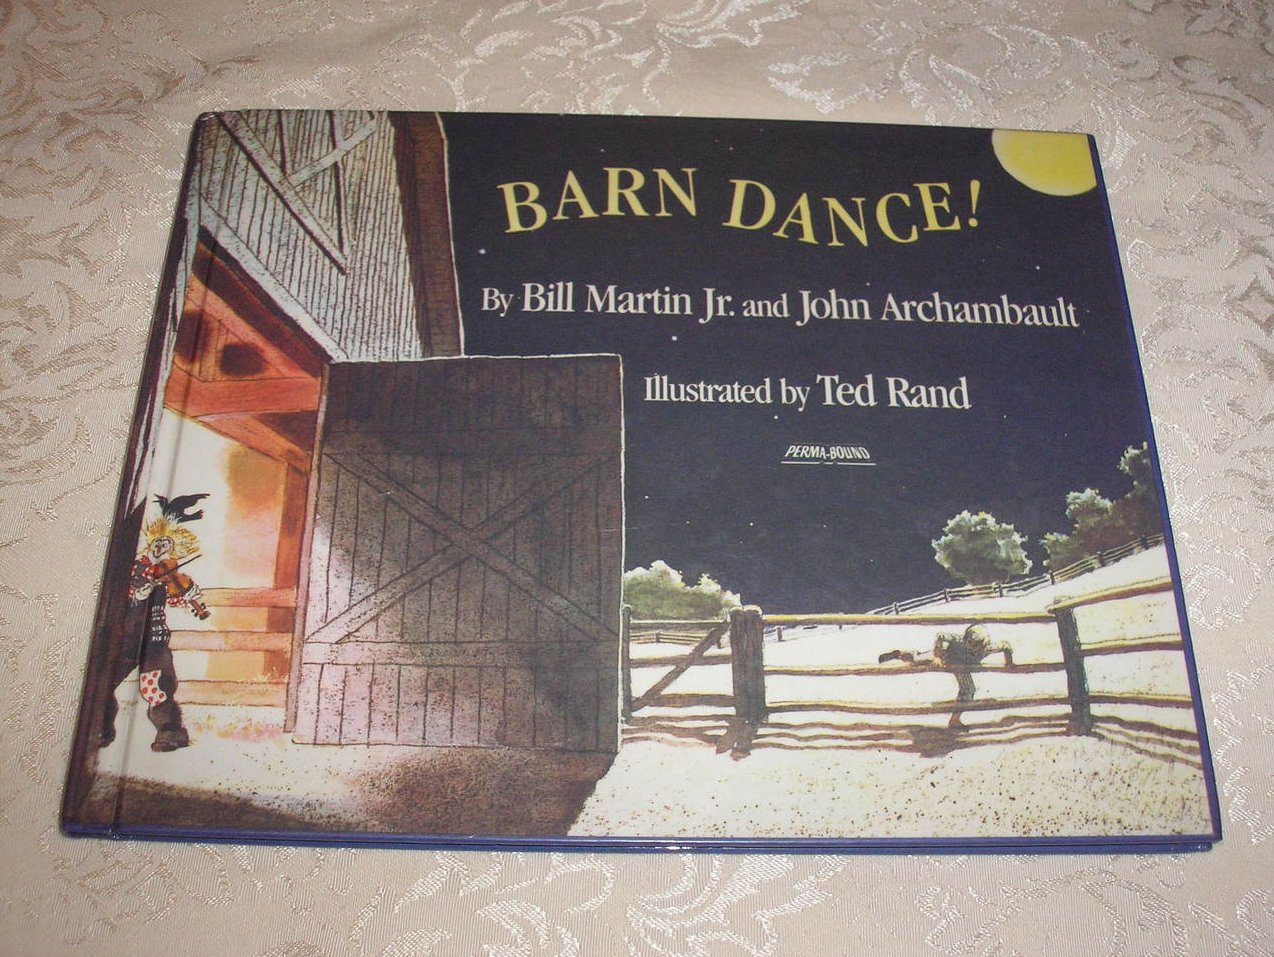 BARN DANCE!
By Bill Martin Jr. and John Archambault
Illustrated by Ted Rand
PERMA-BOUND